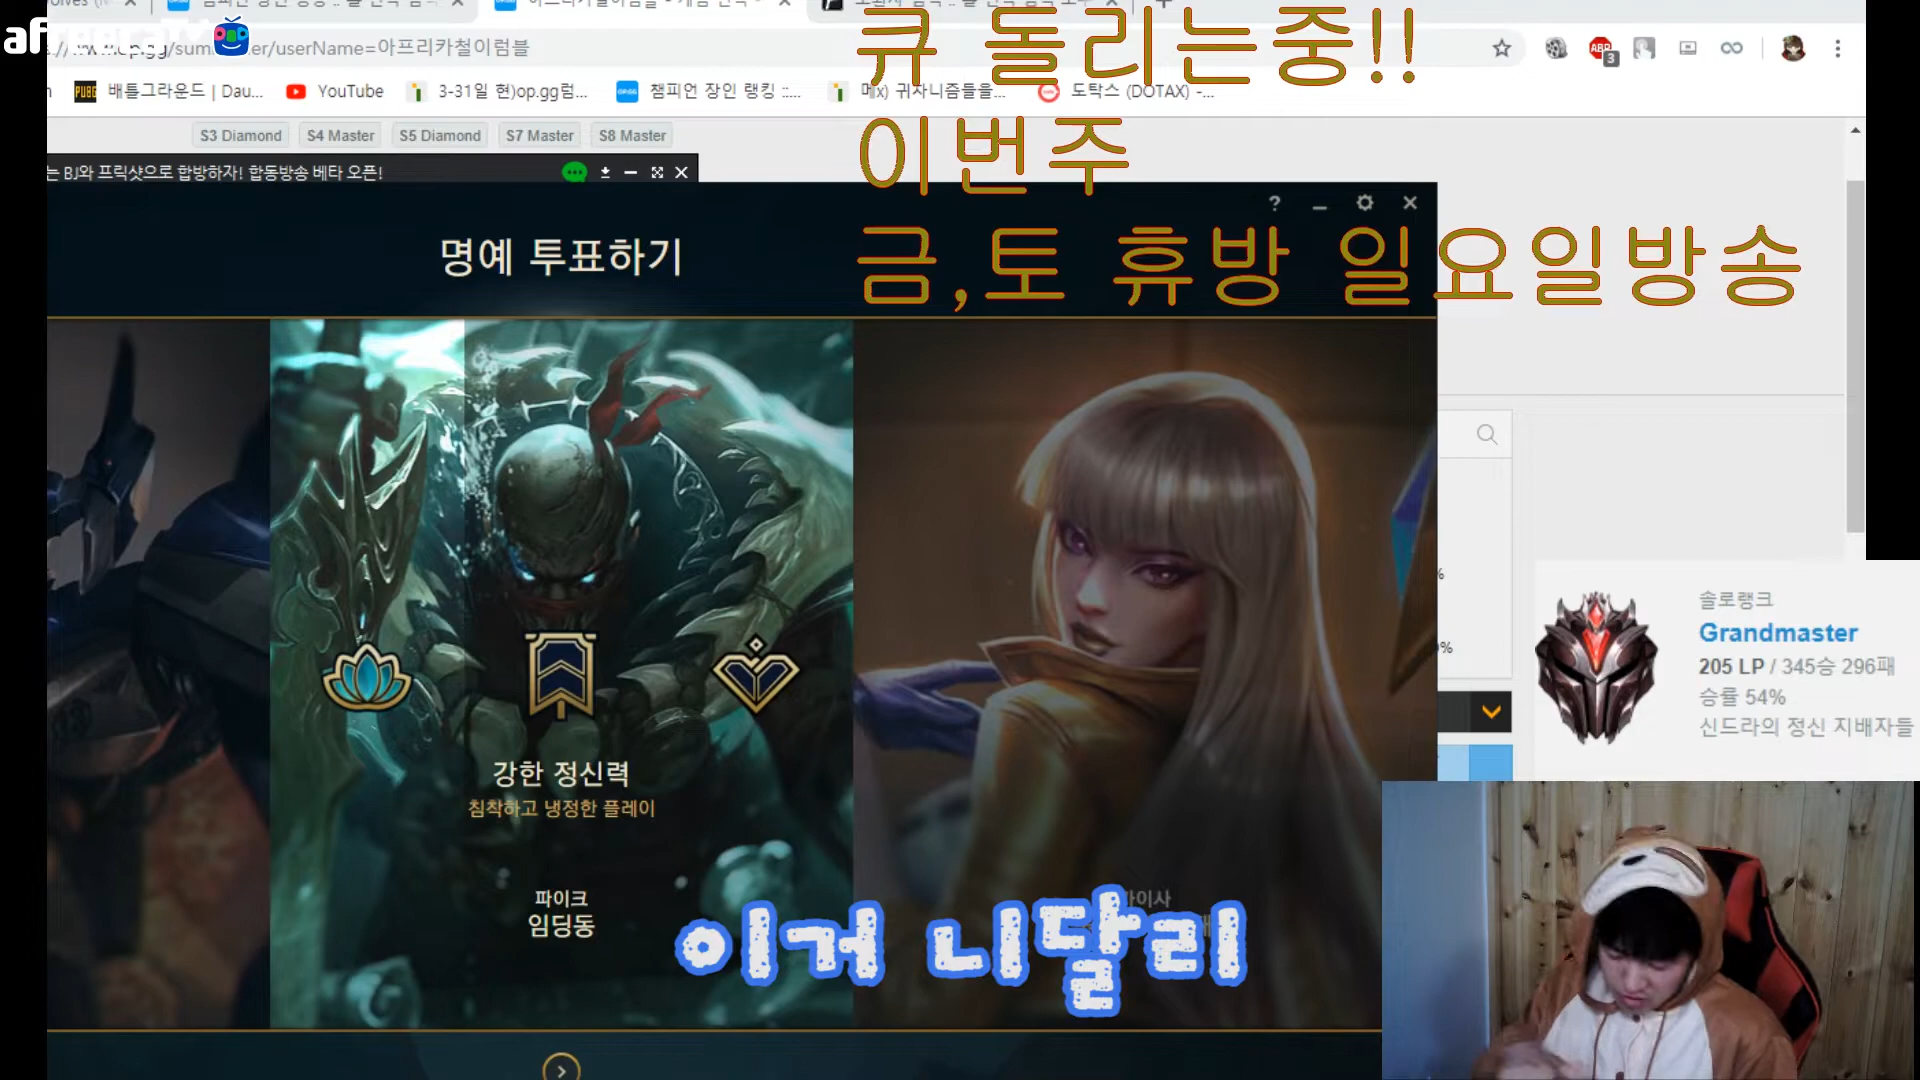 큐 돌리는중!!
이번주
금,토 휴방 일요일방송
userName=아프리카철이럼블
배틀그라운드 | Dau...
YouTube
3-31일 현)op.gg럼...
챔피언 장인 랭킹 ::...
도탁스 (DOTAX) -...
S3 Diamond
S4 Master
S5 Diamond
S7 Master
S8 Master
는 BJ와 프릭샷으로 합방하자! 합동방송 베타 오픈!
명예 투표하기
강한 정신력
침착하고 냉정한 플레이
파이크
임딩동
이거 니달리
솔로랭크
Grandmaster
205 LP / 345승 296패
승률 54%
신드라의 정신 지배자들